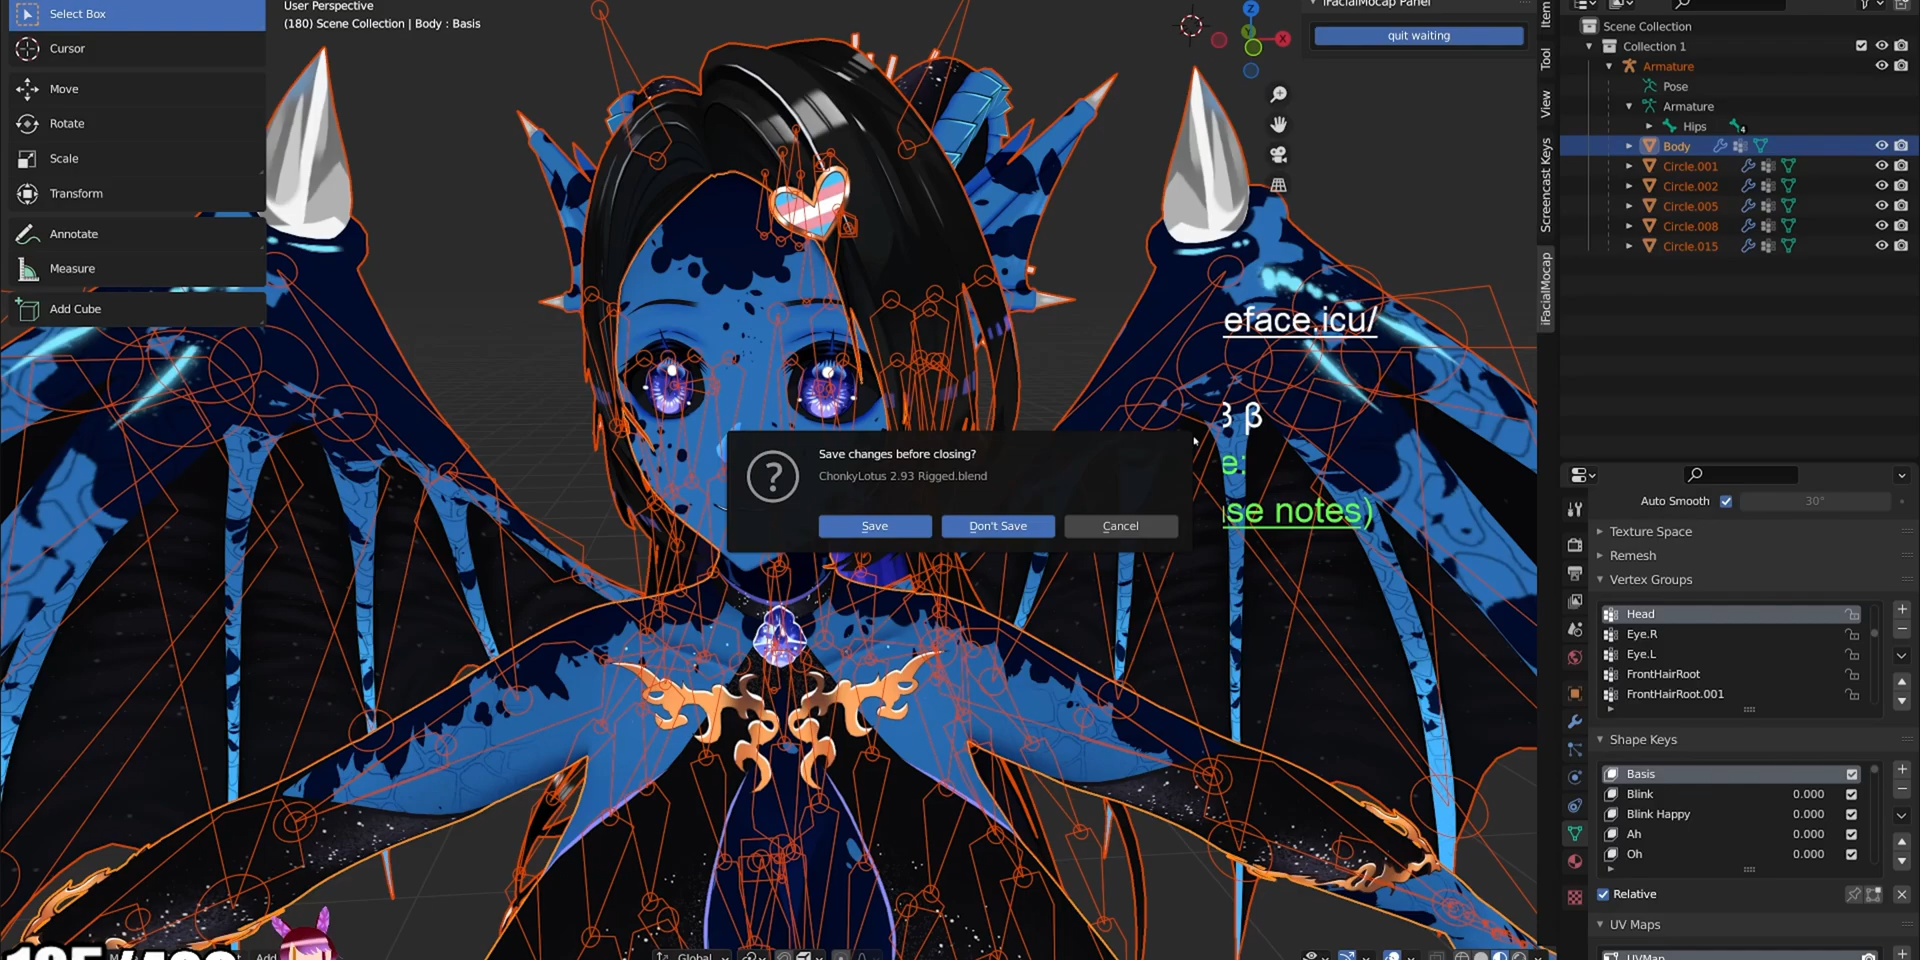 Select Box
Cursor
Move
Rotate
Scale
Transform
Annotate
Measure
Add Cube
User Perspective
(180) Scene Collection | Body : Basis
Z
X
iFacialMocap Panel
quit waiting
Item
Tool
View
Screencast Keys
iFacialMocap
eface.icu/
β
e:
se notes)
Save changes before closing?
ChonkyLotus 2.93 Rigged.blend
Save
Don't Save
Cancel
Scene Collection
Collection 1
Armature
Pose
Armature
Hips
4
Body
Circle.001
Circle.002
Circle.005
Circle.008
Circle.015
Auto Smooth
30°
Texture Space
Remesh
Vertex Groups
Head
Eye.R
Eye.L
FrontHairRoot
FrontHairRoot.001
Shape Keys
Basis
Blink 0.000
Blink Happy 0.000
Ah 0.000
Oh 0.000
Relative
UV Maps
UVMap
Add
Global